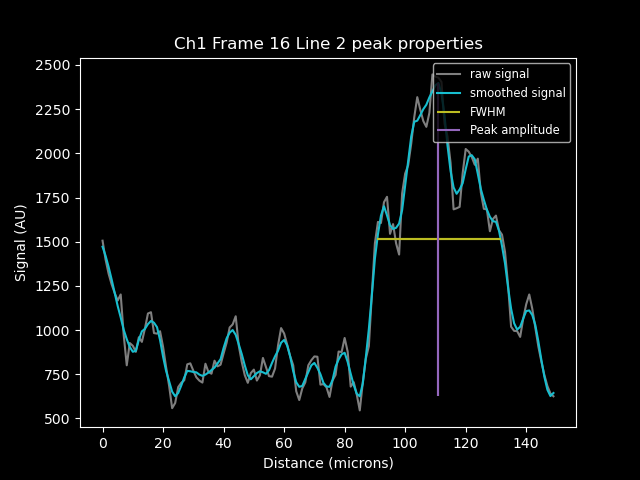 Ch1 Frame 16 Line 2 peak properties
raw signal
smoothed signal
FWHM
Peak amplitude
Signal (AU)
2500
2250
2000
1750
1500
1250
1000
750
500
0 20 40 60 80 100 120 140
Distance (microns)